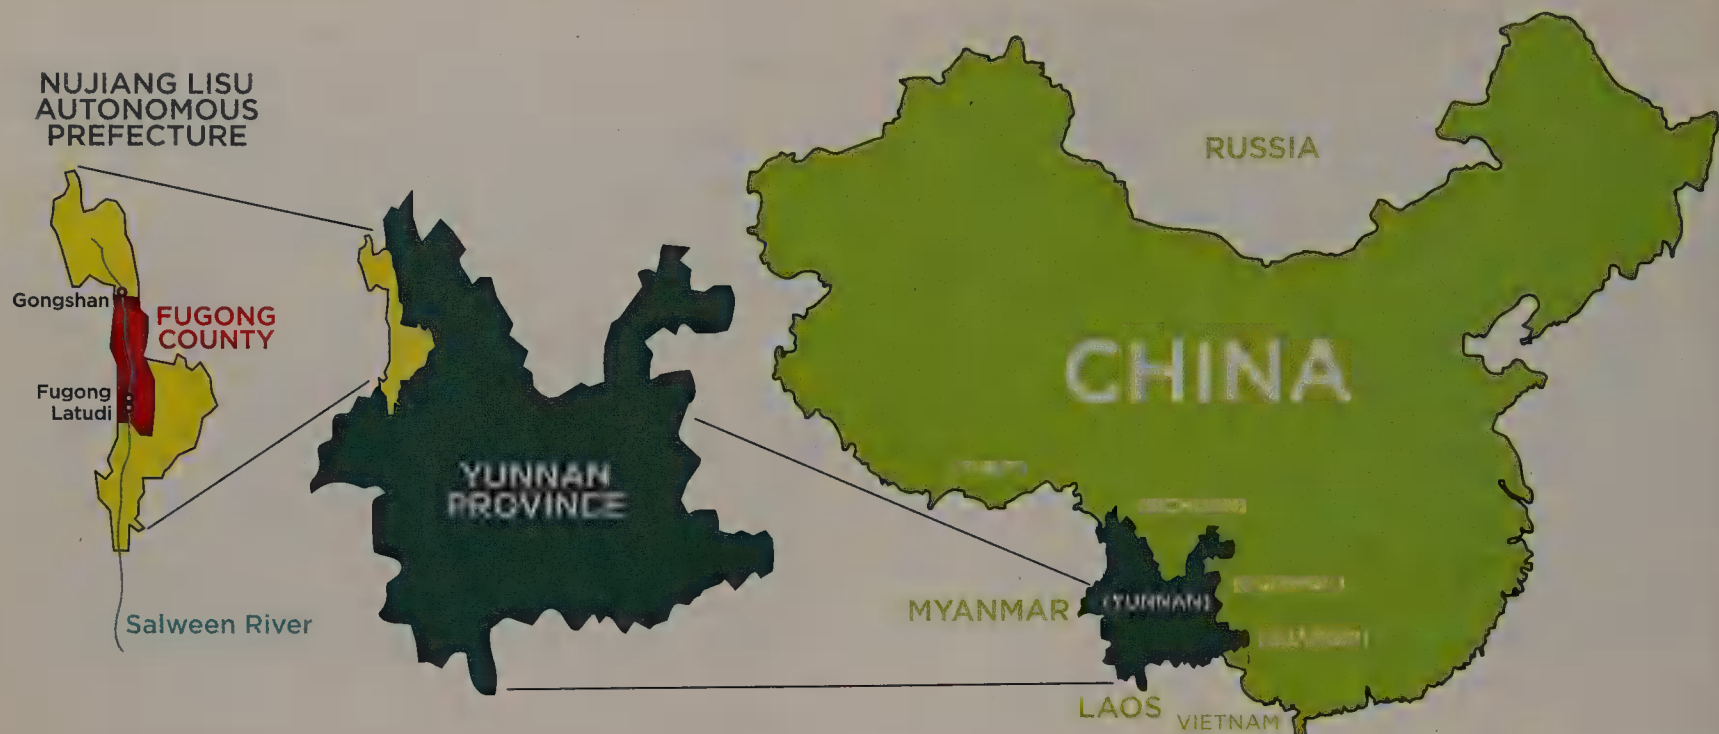 NUJIANG LISU
AUTONOMOUS
PREFECTURE
Gongshan
FUGONG
COUNTY
Fugong
Latudi
Salween River
YUNNAN
PROVINCE
RUSSIA
CHINA
MYANMAR
(YUNNAN)
LAOS
VIETNAM